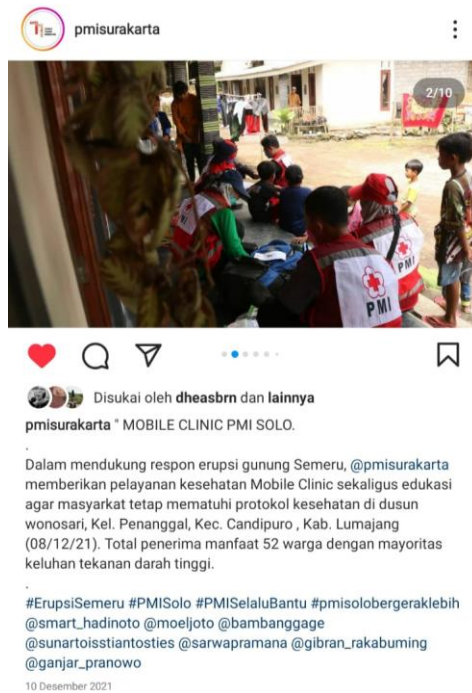 pmisurakarta
2/10
PMI
PMI
Disukai oleh dheasbrn dan lainnya
pmisurakarta " MOBILE CLINIC PMI SOLO.
.
Dalam mendukung respon erupsi gunung Semeru, @pmisurakarta
memberikan pelayanan kesehatan Mobile Clinic sekaligus edukasi
agar masyarkat tetap mematuhi protokol kesehatan di dusun
wonosari, Kel. Penanggal, Kec. Candipuro , Kab. Lumajang
(08/12/21). Total penerima manfaat 52 warga dengan mayoritas
keluhan tekanan darah tinggi.
.
#ErupsiSemeru #PMISolo #PMISelaluBantu #pmisolobergeraklebih
@smart_hadinoto @moeljoto @bambanggage
@sunartoisstiantosties @sarwapramana @gibran_rakabuming
@ganjar_pranowo
10 Desember 2021